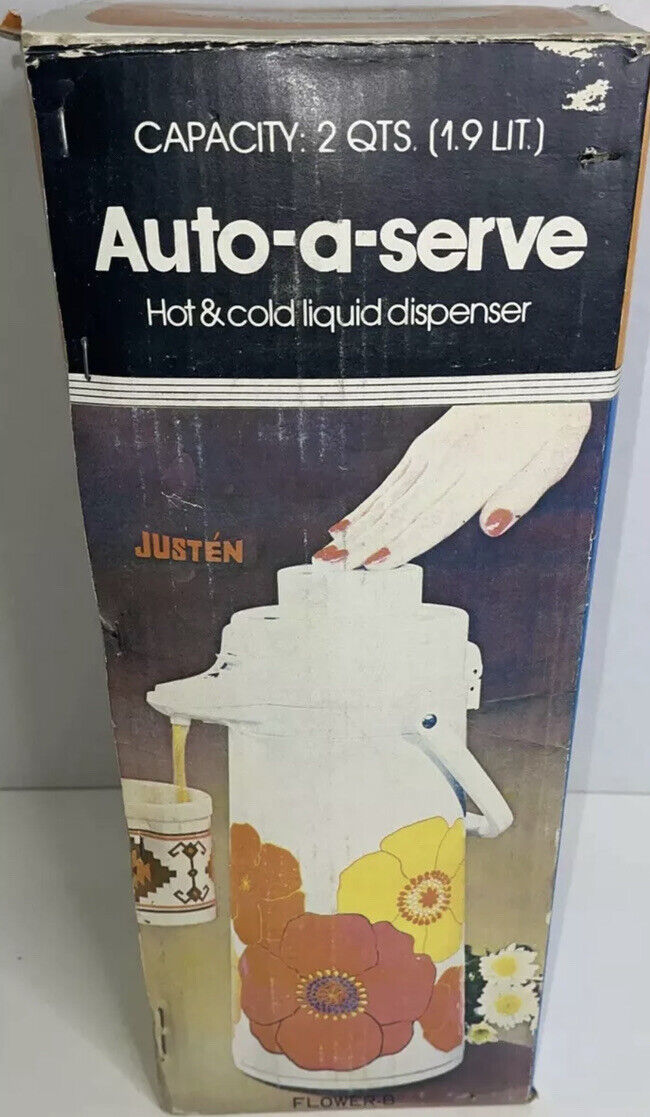 CAPACITY: 2 QTS. (1.9 LIT.)
Auto-a-serve
Hot & cold liquid dispenser
JUSTÉN
FLOWER-B